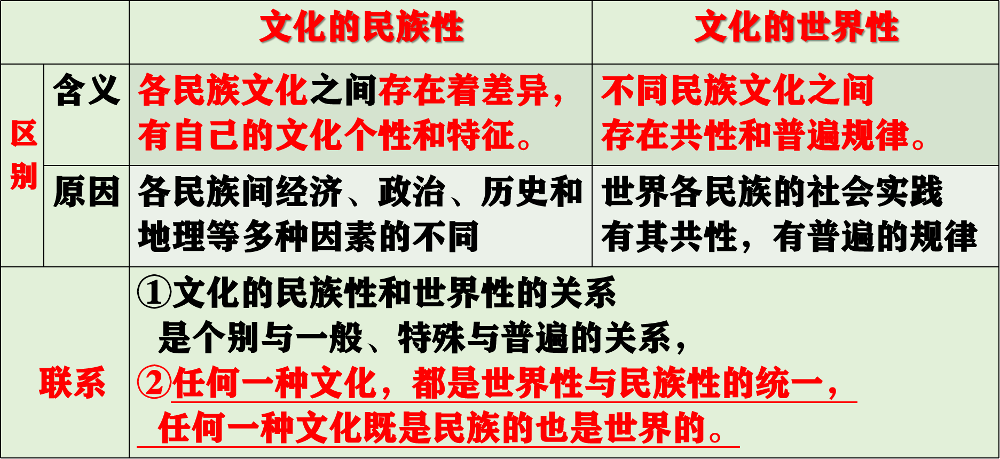 文化的民族性
文化的世界性
区别
含义
各民族文化之间存在着差异，
有自己的文化个性和特征。
不同民族文化之间
存在共性和普遍规律。
原因
各民族间经济、政治、历史和
地理等多种因素的不同
世界各民族的社会实践
有其共性，有普遍的规律
联系
①文化的民族性和世界性的关系
是个别与一般、特殊与普遍的关系，
②任何一种文化，都是世界性与民族性的统一，
任何一种文化既是民族的也是世界的。